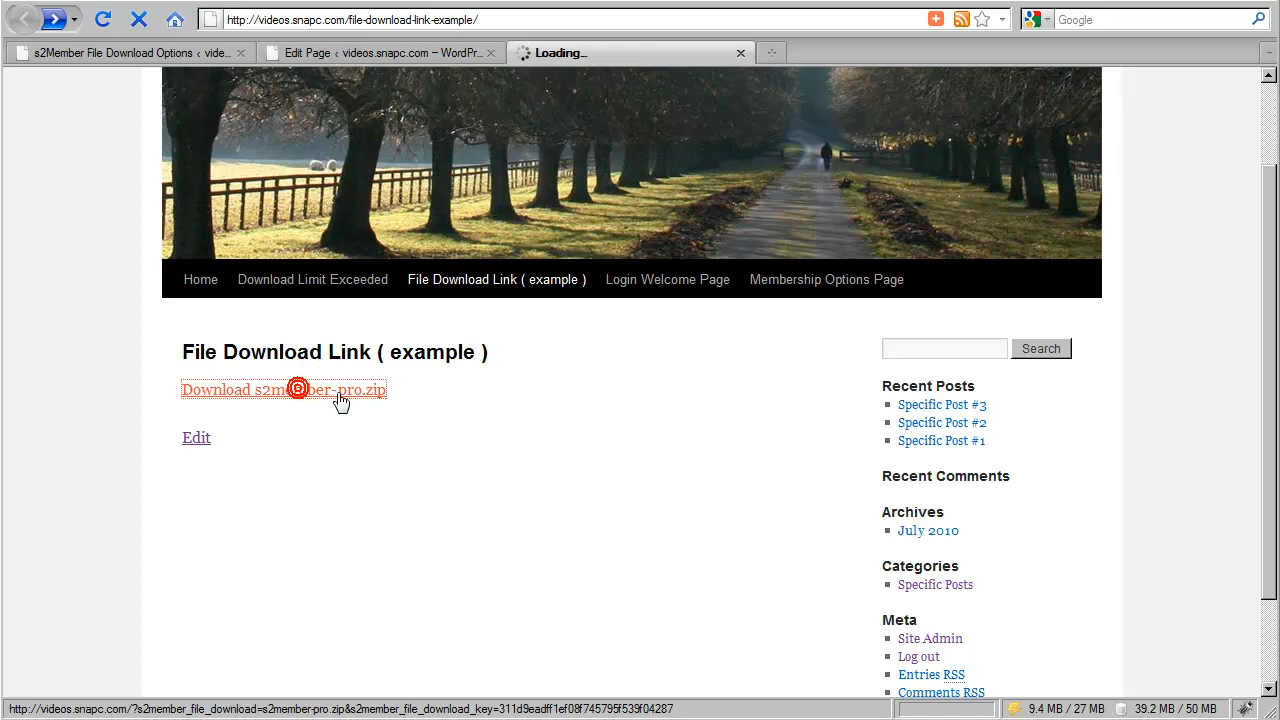 http://videos.snapc.com/file-download-link-example/
Google
s2Member File Download Options ‹ vide...
Edit Page ‹ videos.snapc.com — WordPr...
Loading...
Home
Download Limit Exceeded
File Download Link ( example )
Login Welcome Page
Membership Options Page
File Download Link ( example )
Search
Download s2member-pro.zip
Edit
Recent Posts
Specific Post #3
Specific Post #2
Specific Post #1
Recent Comments
Archives
July 2010
Categories
Specific Posts
Meta
Site Admin
Log out
Entries RSS
Comments RSS
http://videos.snapc.com/?s2member_file_download=s2member-pro.zip&s2member_file_download_key=311d9eadff1ef08f745795f539f04287
9.4 MB / 27 MB
39.2 MB / 50 MB